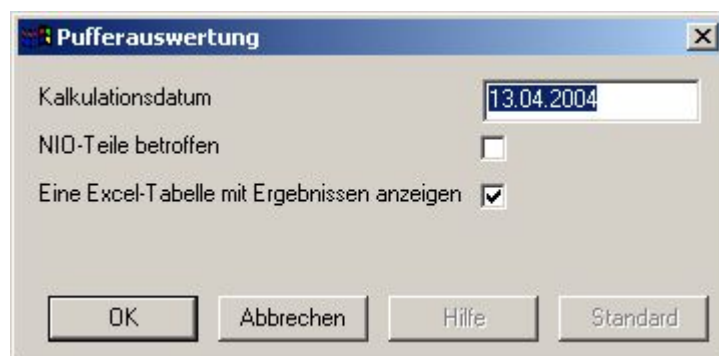 Pufferauswertung
Kalkulationsdatum 13.04.2004
NIO-Teile betroffen
Eine Excel-Tabelle mit Ergebnissen anzeigen
OK Abbrechen Hilfe Standard